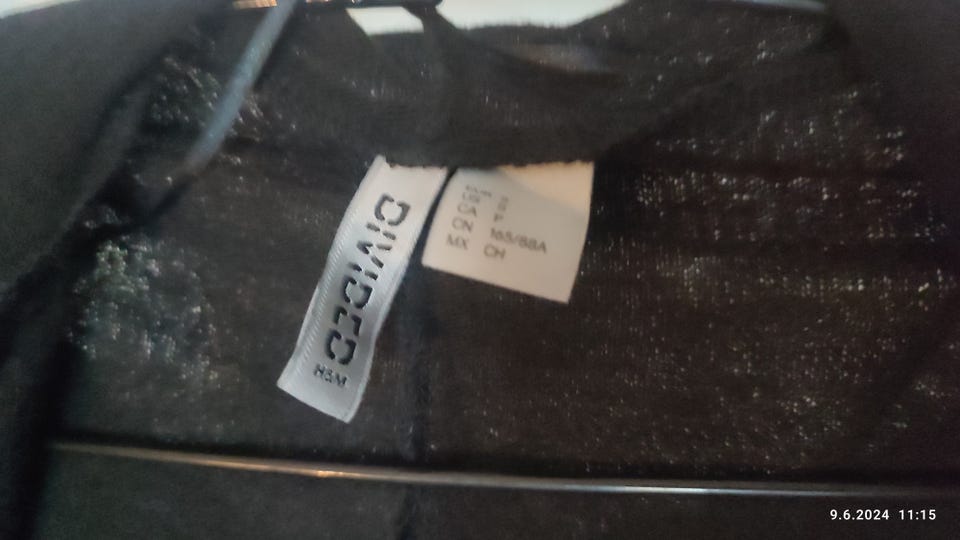 DIVIDED
H&M
CA P
CN 165/88A
MX CH
9.6.2024 11:15